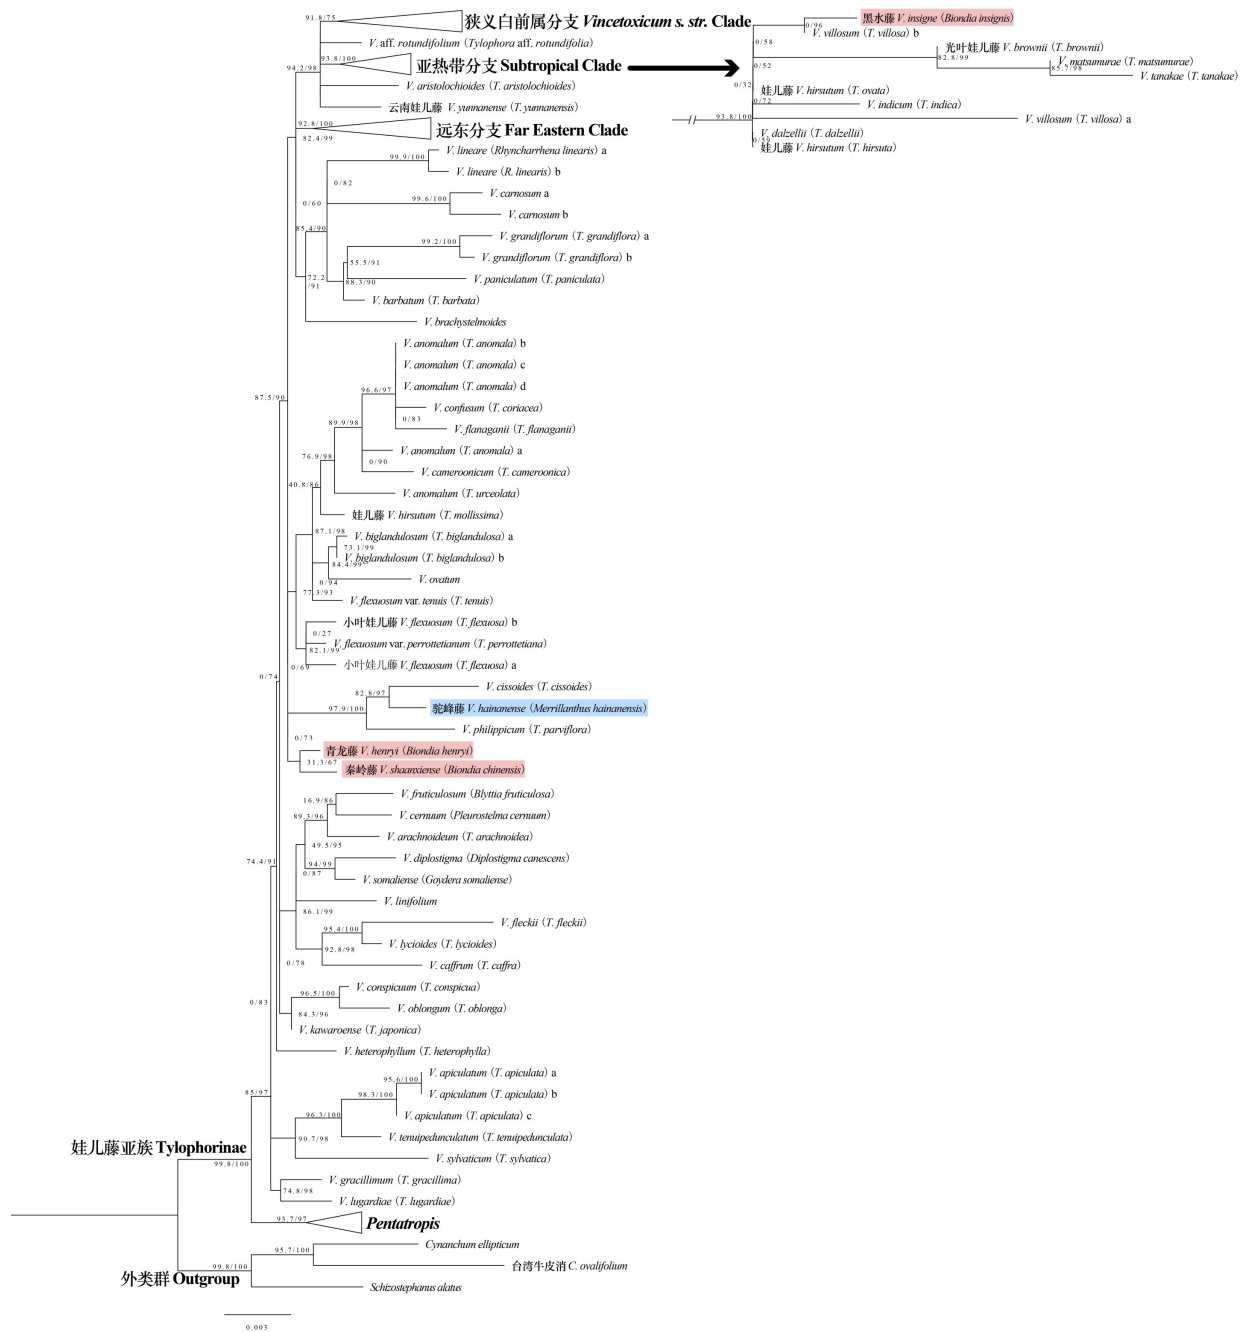 91.8/75
狭义白前属分支 Vincetoxicum s. str. Clade
V. aff. rotundifolium (Tylophora aff. rotundifolia)
94.2/98
93.8/100
亚热带分支 Subtropical Clade
V. aristolochioides (T. aristolochioides)
云南娃儿藤 V. yunnanense (T. yunnanensis)
92.8/100
远东分支 Far Eastern Clade
82.4/99
0/96
黑水藤 V. insigne (Biondia insignis)
V. villosum (T. villosa) b
0/58
光叶娃儿藤 V. brownii (T. brownii)
82.8/99
V. matsumurae (T. matsumurae)
85.7/98
V. tanakae (T. tanakae)
0/52
0/32
娃儿藤 V. hirsutum (T. ovata)
0/72
V. indicum (T. indica)
93.8/100
V. villosum (T. villosa) a
V. dalzellii (T. dalzellii)
娃儿藤 V. hirsutum (T. hirsuta)
V. lineare (Rhyncharrhena linearis) a
99.9/100
V. lineare (R. linearis) b
0/82
V. carnosum a
99.6/100
0/60
V. carnosum b
85.4/90
V. grandiflorum (T. grandiflora) a
99.2/100
V. grandiflorum (T. grandiflora) b
55.5/91
72.2
/91
88.3/90
V. paniculatum (T. paniculata)
V. barbatum (T. barbata)
V. brachystelmoides
V. anomalum (T. anomala) b
V. anomalum (T. anomala) c
V. anomalum (T. anomala) d
96.6/97
87.5/90
V. confusum (T. coriacea)
0/83
89.9/98
V. flanaganii (T. flanaganii)
V. anomalum (T. anomala) a
76.9/98
0/90
V. cameroonicum (T. cameroonica)
40.8/86
V. anomalum (T. urceolata)
娃儿藤 V. hirsutum (T. mollissima)
87.1/98
V. biglandulosum (T. biglandulosa) a
73.1/99
V. biglandulosum (T. biglandulosa) b
84.4/99
0/94
V. ovatum
77.3/93
V. flexuosum var. tenuis (T. tenuis)
小叶娃儿藤 V. flexuosum (T. flexuosa) b
0/27
V. flexuosum var. perrottetianum (T. perrottetiana)
82.1/99
0/69
小叶娃儿藤 V. flexuosum (T. flexuosa) a
0/74
V. cissoides (T. cissoides)
82.8/97
97.9/100
驼峰藤 V. hainanense (Merrillanthus hainanensis)
V. philippicum (T. parviflora)
0/73
青龙藤 V. henryi (Biondia henryi)
31.3/67
秦岭藤 V. shaanxiense (Biondia chinensis)
V. fruticulosum (Blyttia fruticulosa)
16.9/86
89.3/96
V. cernuum (Pleurostelma cernuum)
V. arachnoideum (T. arachnoidea)
49.5/95
74.4/91
94/99
V. diplostigma (Diplostigma canescens)
0/87
V. somaliense (Goydera somaliense)
V. linifolium
86.1/99
V. fleckii (T. fleckii)
95.4/100
V. lycioides (T. lycioides)
92.8/98
0/78
V. caffrum (T. caffra)
V. conspicuum (T. conspicua)
96.5/100
0/83
V. oblongum (T. oblonga)
84.3/96
V. kawaroense (T. japonica)
V. heterophyllum (T. heterophylla)
V. apiculatum (T. apiculata) a
95.6/100
V. apiculatum (T. apiculata) b
85/97
98.3/100
V. apiculatum (T. apiculata) c
96.3/100
V. tenuipedunculatum (T. tenuipedunculata)
90.7/98
娃儿藤亚族 Tylophorinae
V. sylvaticum (T. sylvatica)
99.8/100
V. gracillimum (T. gracillima)
74.8/98
V. lugardiae (T. lugardiae)
93.7/97
Pentatropis
Cynanchum ellipticum
95.7/100
99.8/100
台湾牛皮消 C. ovalifolium
外类群 Outgroup
Schizostephanus alatus
0.003